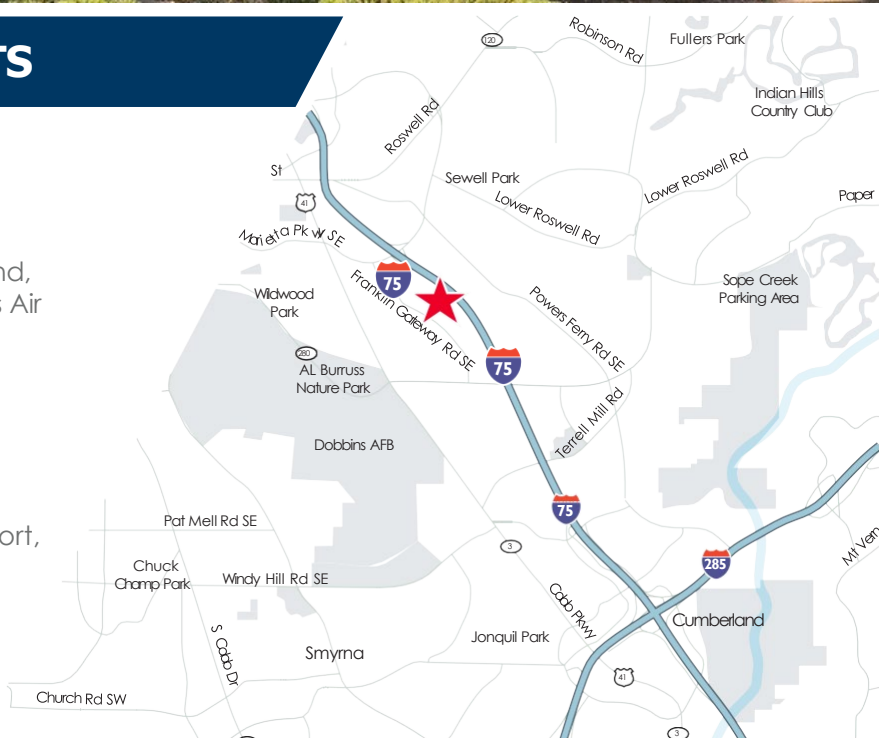 TS
120
Robinson Rd
Fullers Park
Indian Hills
Country Club
Roswell Rd
St
Sewell Park
Lower Roswell Rd
Lower Roswell Rd
Paper
41
Marietta Pkwy SE
nd,
s Air
75
Franklin Gateway Rd SE
Wildwood
Park
Powers Ferry Rd SE
Sope Creek
Parking Area
280
AL Burruss
Nature Park
75
Terrell Mill Rd
Dobbins AFB
75
Pat Mell Rd SE
ort,
3
285
Mt Vern
Chuck
Champ Park
Windy Hill Rd SE
Cobb Pkwy
Cumberland
S Cobb Dr
Jonquil Park
Smyrna
41
Church Rd SW
3